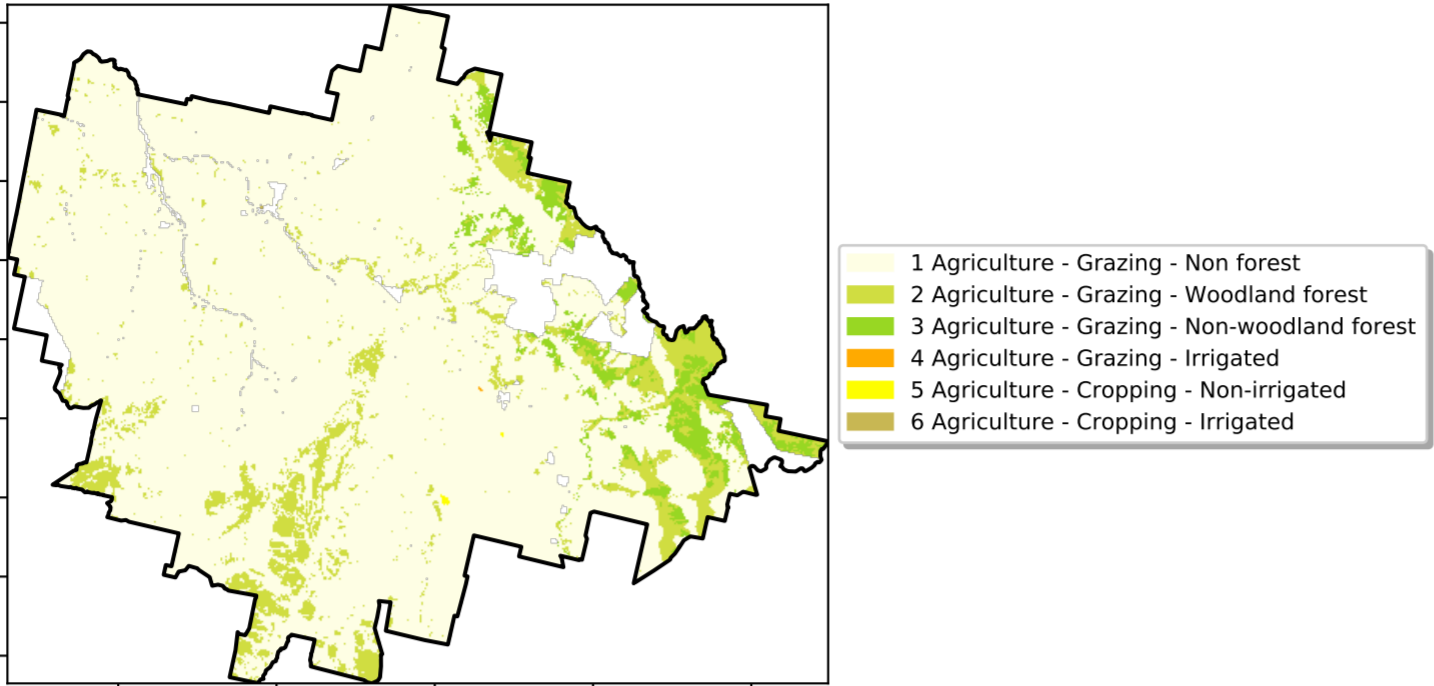 1 Agriculture - Grazing - Non forest
2 Agriculture - Grazing - Woodland forest
3 Agriculture - Grazing - Non-woodland forest
4 Agriculture - Grazing - Irrigated
5 Agriculture - Cropping - Non-irrigated
6 Agriculture - Cropping - Irrigated